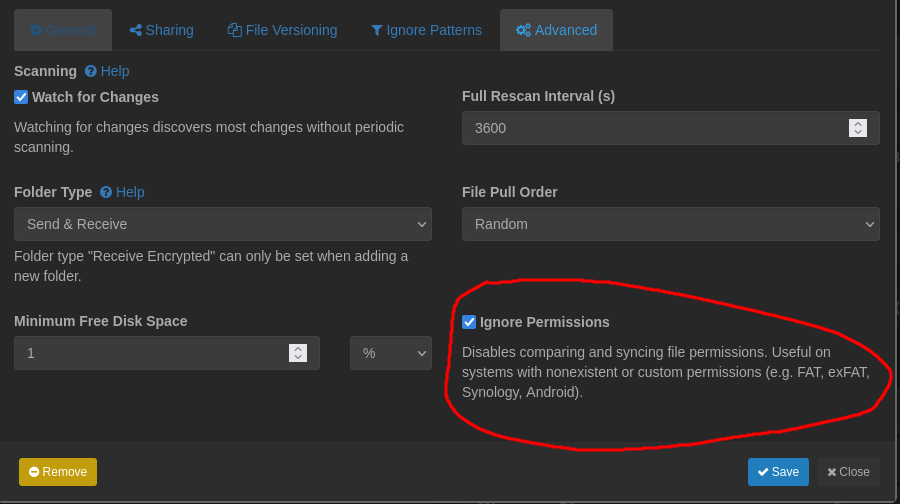 General
Sharing
File Versioning
Ignore Patterns
Advanced
Scanning Help
Watch for Changes
Watching for changes discovers most changes without periodic
scanning.
Full Rescan Interval (s)
3600
Folder Type Help
Send & Receive
Folder type "Receive Encrypted" can only be set when adding a
new folder.
File Pull Order
Random
Minimum Free Disk Space
1 %
Ignore Permissions
Disables comparing and syncing file permissions. Useful on
systems with nonexistent or custom permissions (e.g. FAT, exFAT,
Synology, Android).
Remove
Save
Close